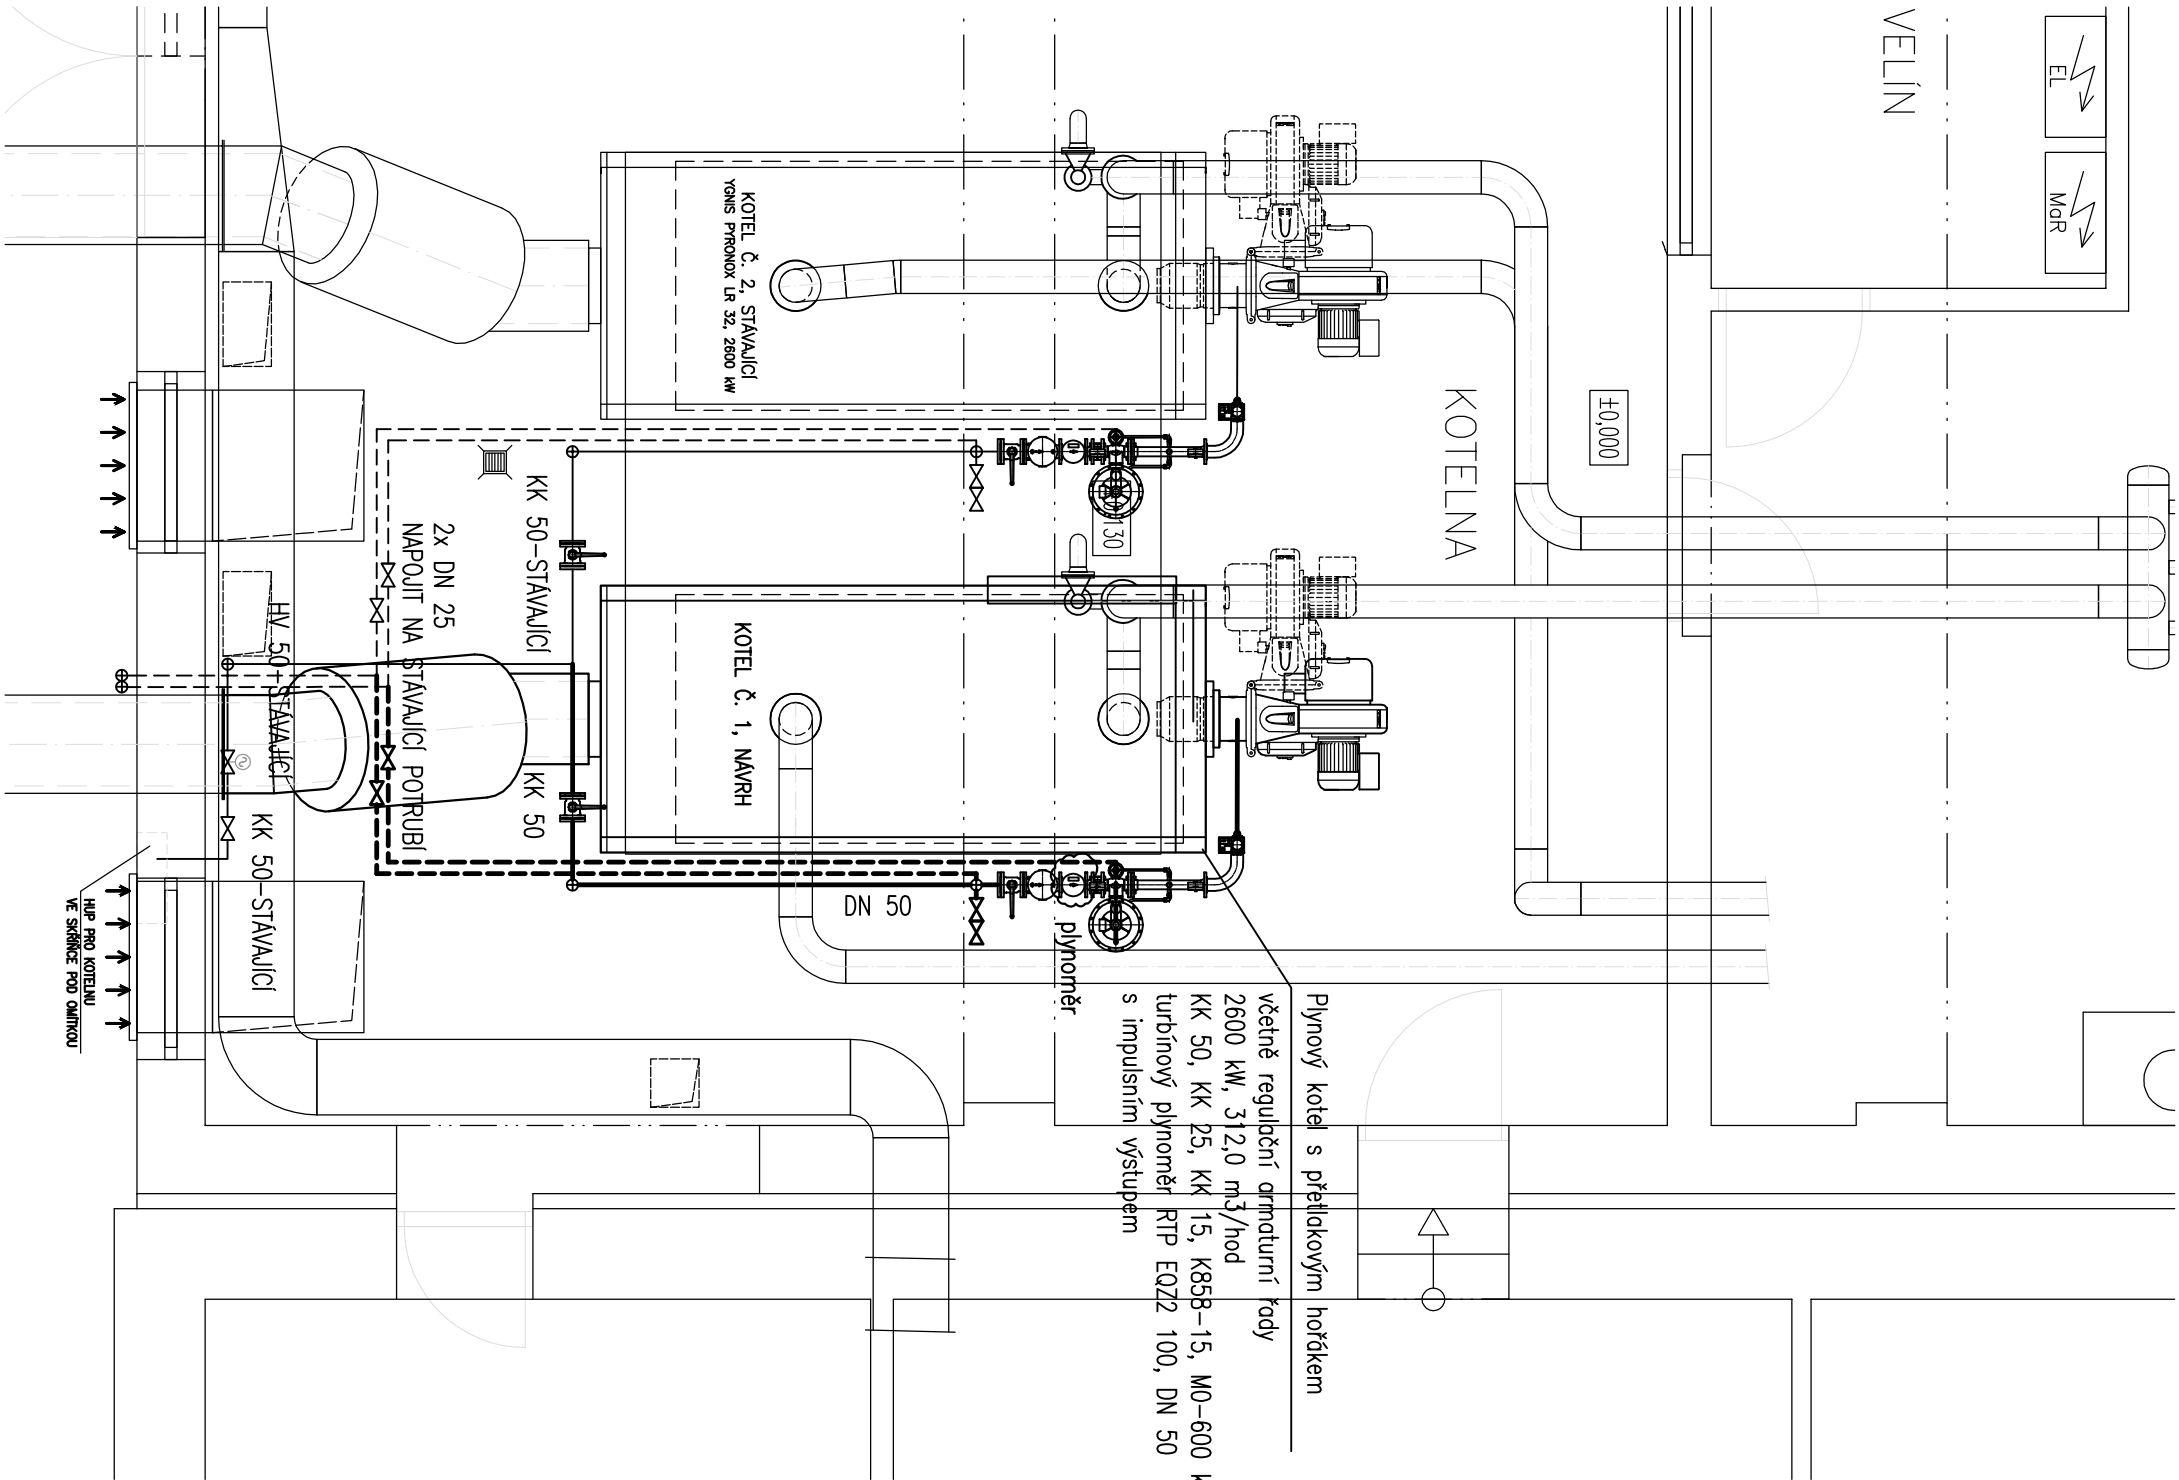 VELÍN
EL
MaR
±0,000
KOTELNA
KOTEL Č. 2, STÁVAJÍCÍ
YGNIS PYRONOX LR 32, 2600 kW
130
KK 50-STÁVAJÍCÍ
2x DN 25
NAPOJIT NA STÁVAJÍCÍ POTRUBÍ
HV 50-STÁVAJÍCÍ
KOTEL Č. 1, NÁVRH
KK 50
KK 50-STÁVAJÍCÍ
DN 50
plynoměr
HUP PRO KOTELNU
VE SKŘÍŇCE POD OMÍTKOU
Plynový kotel s přetlakovým hořákem
včetně regulační armaturní řady
2600 kW, 312,0 m3/hod
KK 50, KK 25, KK 15, K858-15, MO-600 k
turbínový plynoměr RTP EQZ2 100, DN 50
s impulsním výstupem